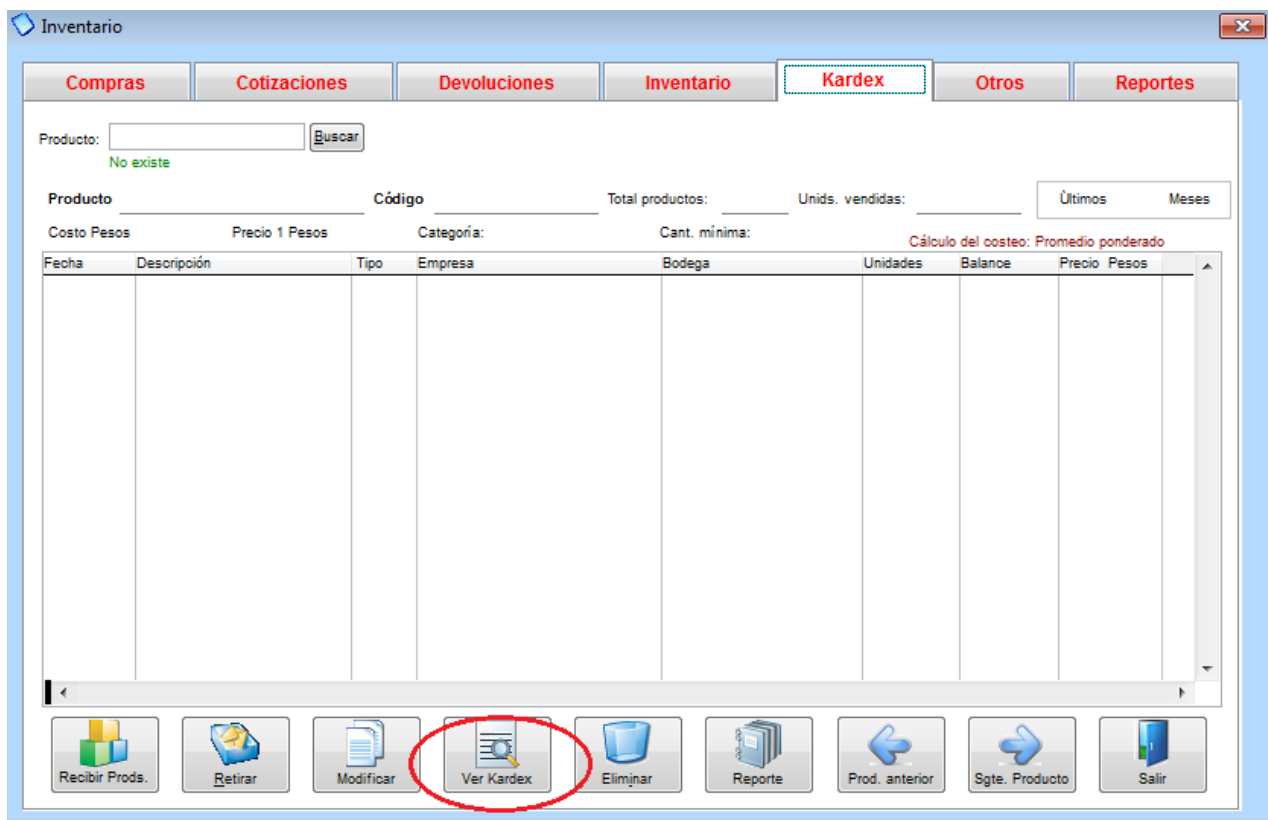 Inventario
Compras Cotizaciones Devoluciones Inventario Kardex Otros Reportes
Producto: Buscar
No existe
Producto Código Total productos: Unids. vendidas: Ùltimos Meses
Costo Pesos Precio 1 Pesos Categoría: Cant. mínima:
Cálculo del costeo: Promedio ponderado
Fecha Descripción Tipo Empresa Bodega Unidades Balance Precio Pesos
Recibir Prods. Retirar Modificar Ver Kardex Eliminar Reporte Prod. anterior Sgte. Producto Salir